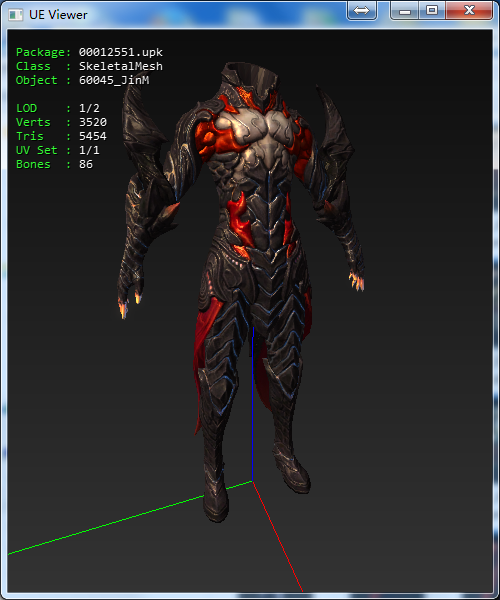 UE Viewer
Package: 00012551.upk
Class : SkeletalMesh
Object : 60045_JinM
LOD : 1/2
Verts : 3520
Tris : 5454
UV Set : 1/1
Bones : 86